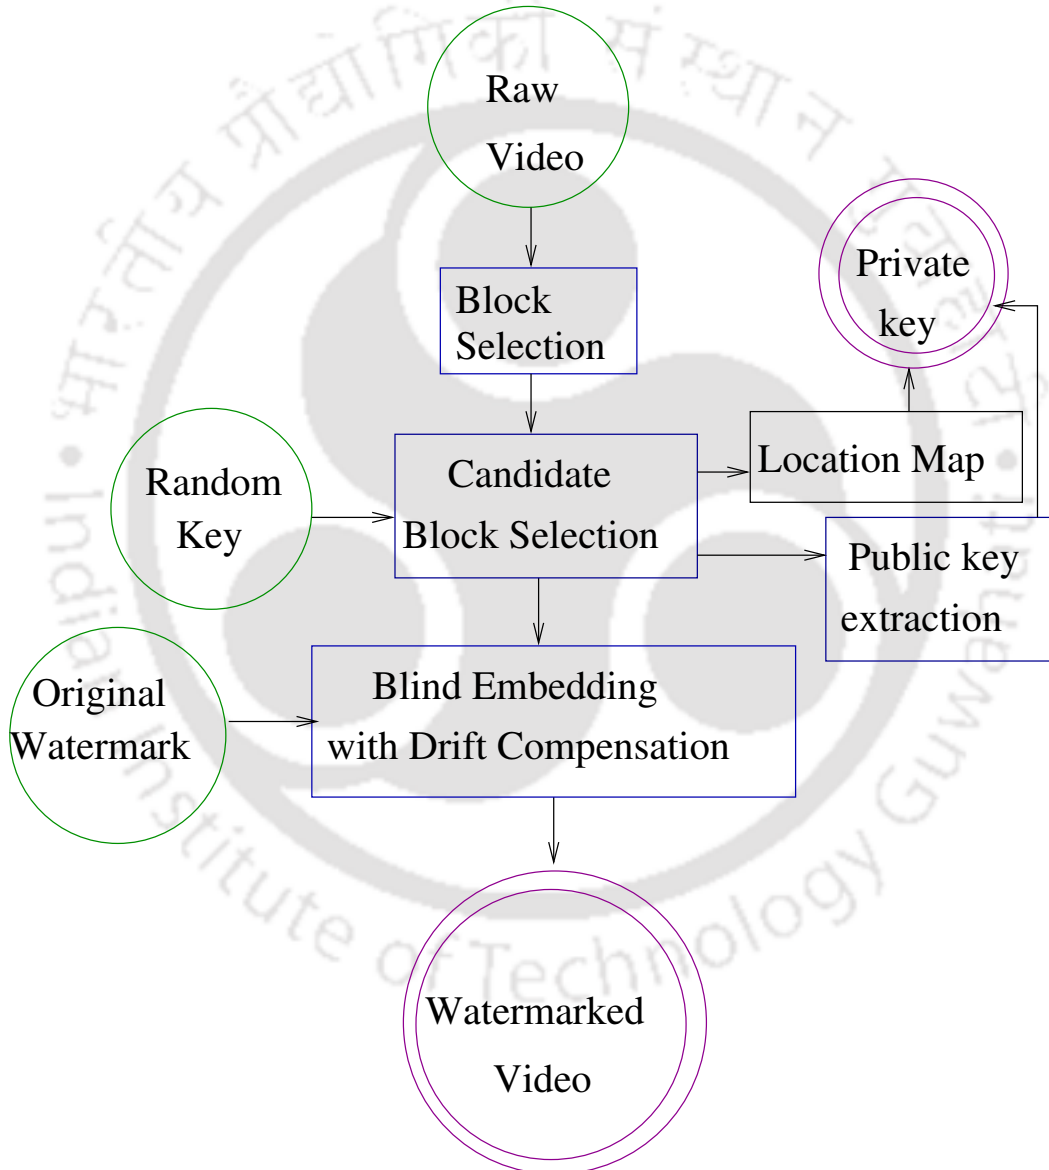 Raw
Video
Block
Selection
Private
key
Random
Key
Candidate
Block Selection
Location Map
Public key
extraction
Original
Watermark
Blind Embedding
with Drift Compensation
Watermarked
Video
भारतीय प्रौद्योगिकी संस्थान गुवाहाटी
Indian Institute of Technology Guwahati